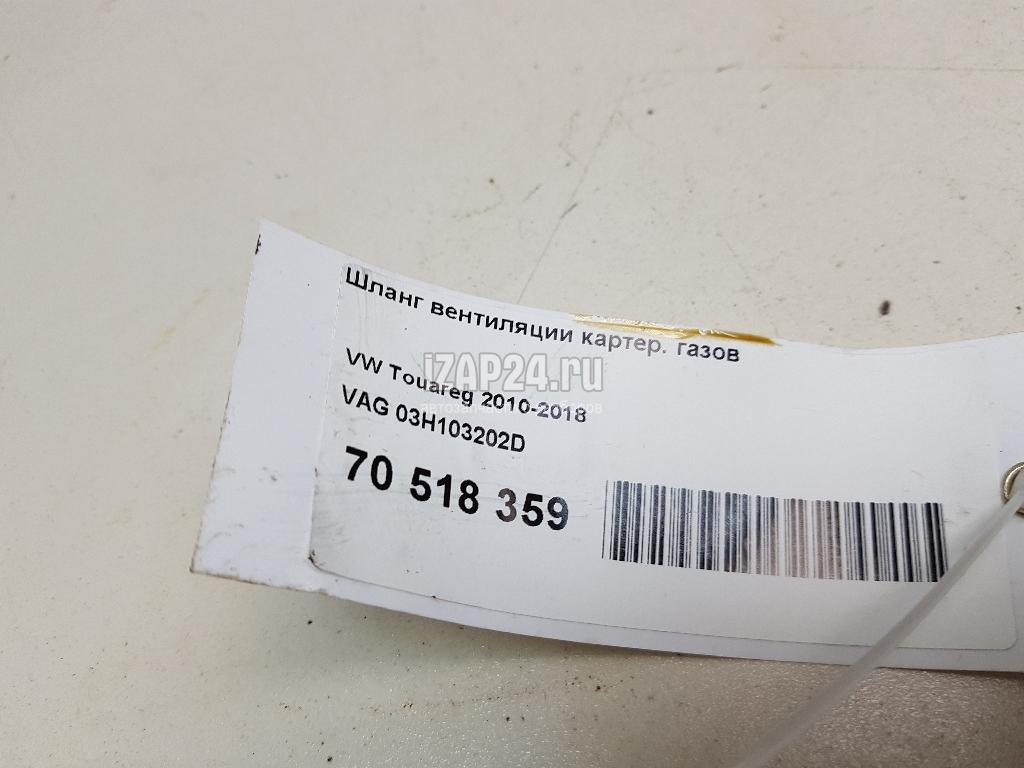 Шланг вентиляции картер. газов
VW Touareg 2010-2018
iZAP24.ru
VAG 03H103202D
70 518 359